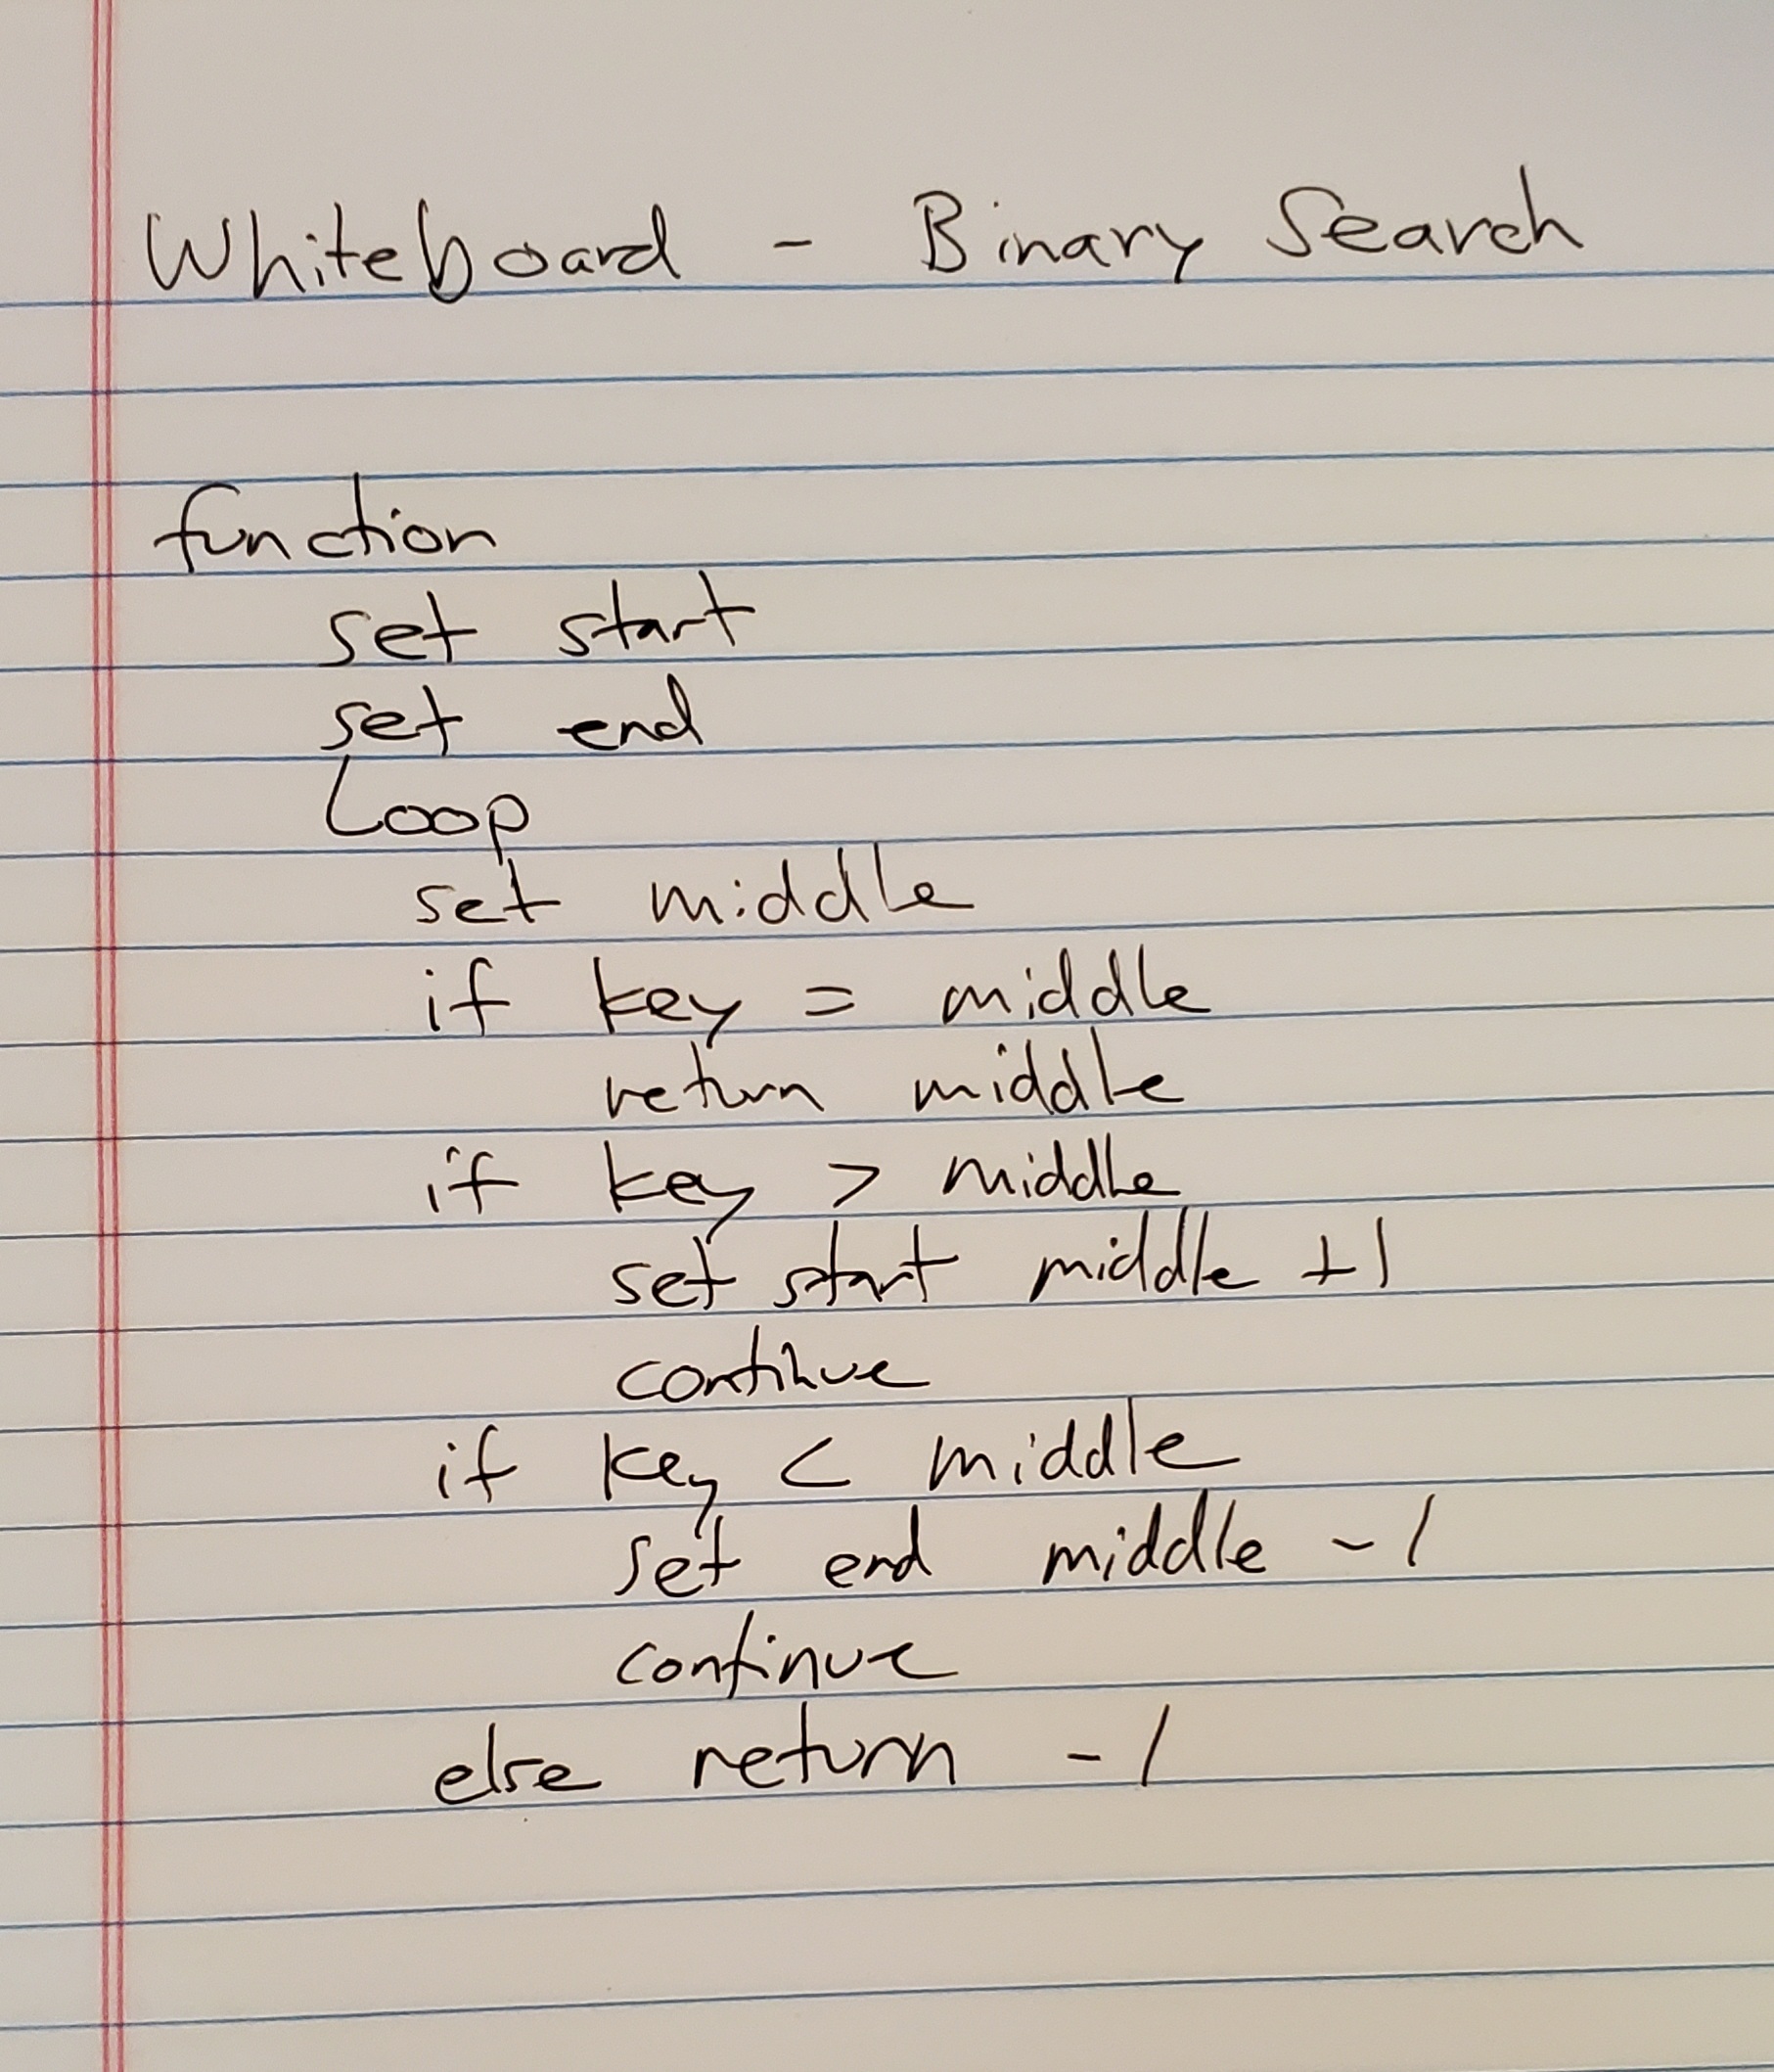 Whiteboard - Binary Search
function
set start
set end
Loop
set middle
if key = middle
return middle
if key > middle
set start middle +1
continue
if key < middle
set end middle -1
continue
else return -1